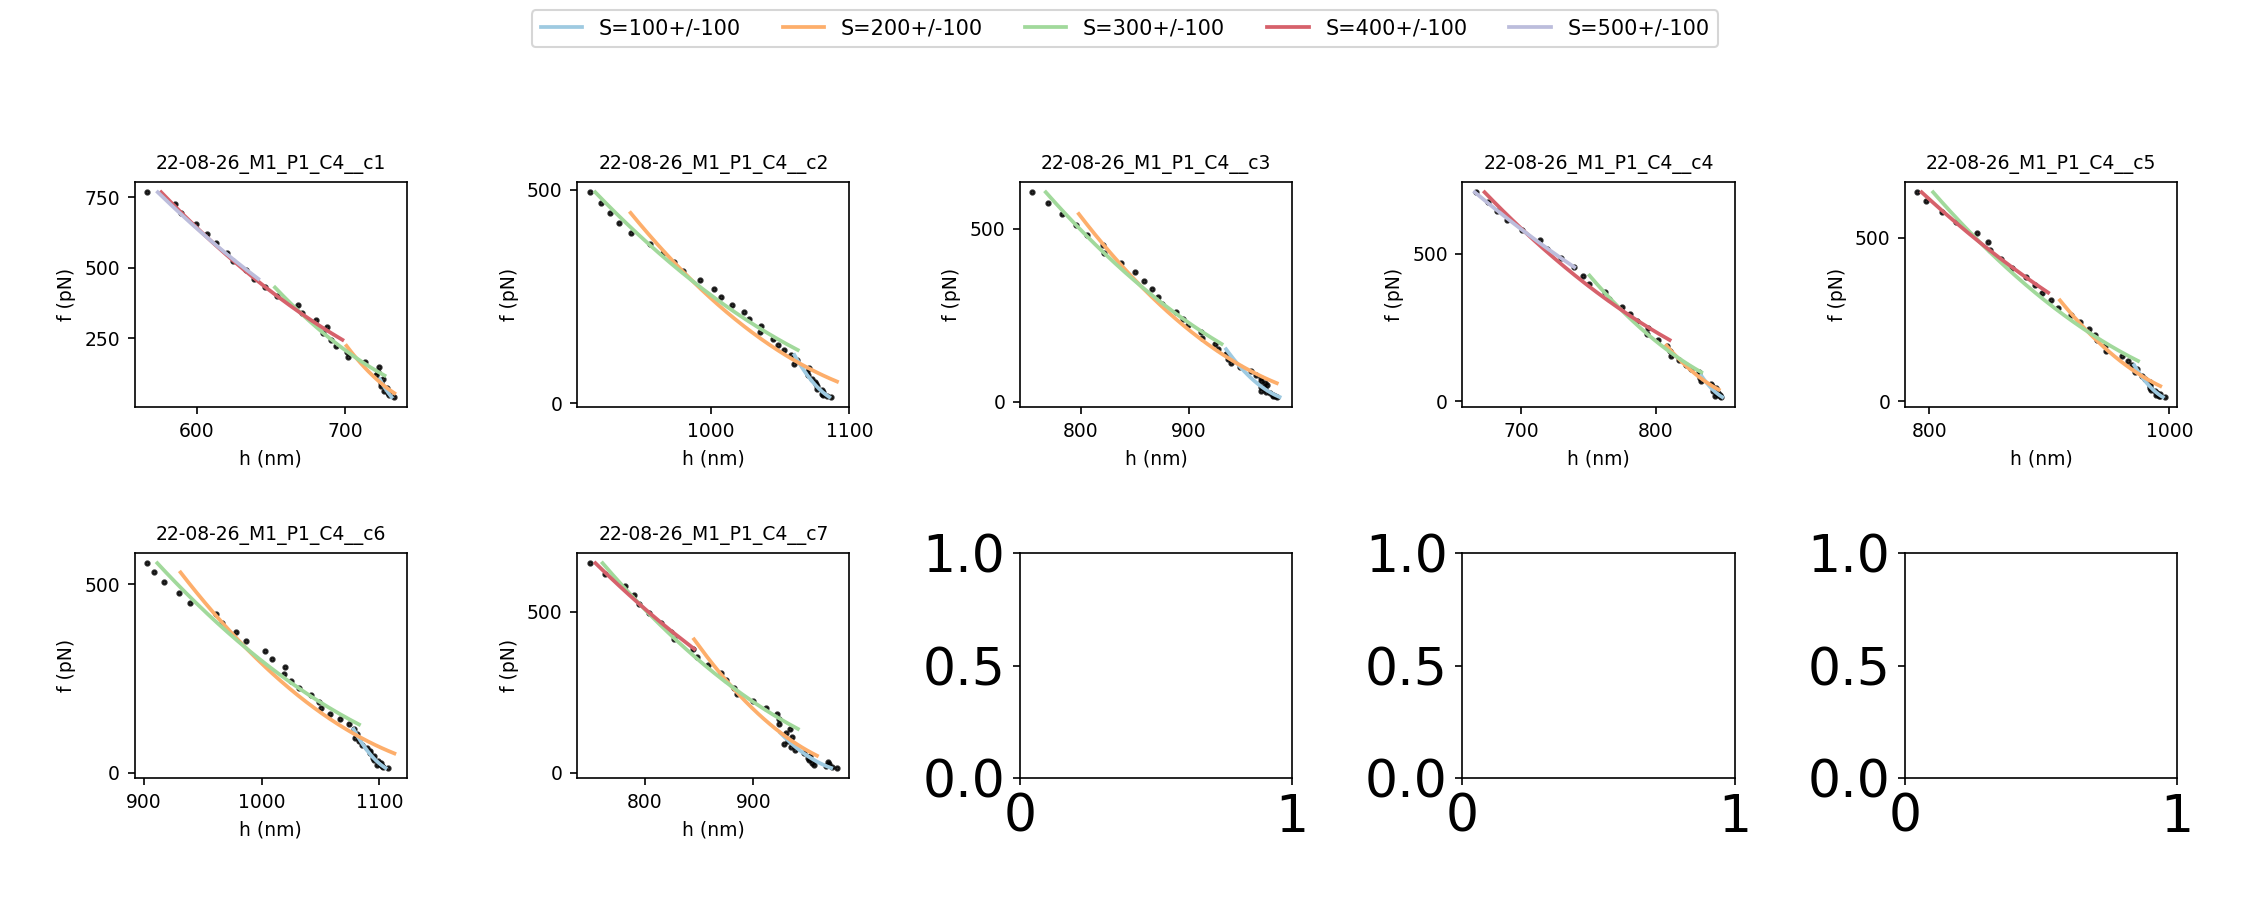 S=100+/-100 S=200+/-100 S=300+/-100 S=400+/-100 S=500+/-100
22-08-26_M1_P1_C4__c1
750
500
250
f (pN)
600 700
h (nm)
22-08-26_M1_P1_C4__c2
500
0
f (pN)
1000 1100
h (nm)
22-08-26_M1_P1_C4__c3
500
0
f (pN)
800 900
h (nm)
22-08-26_M1_P1_C4__c4
500
0
f (pN)
700 800
h (nm)
22-08-26_M1_P1_C4__c5
500
0
f (pN)
800 1000
h (nm)
22-08-26_M1_P1_C4__c6
500
0
f (pN)
900 1000 1100
h (nm)
22-08-26_M1_P1_C4__c7
500
0
f (pN)
800 900
h (nm)
1.0
0.5
0.0
0 1
1.0
0.5
0.0
0 1
1.0
0.5
0.0
0 1